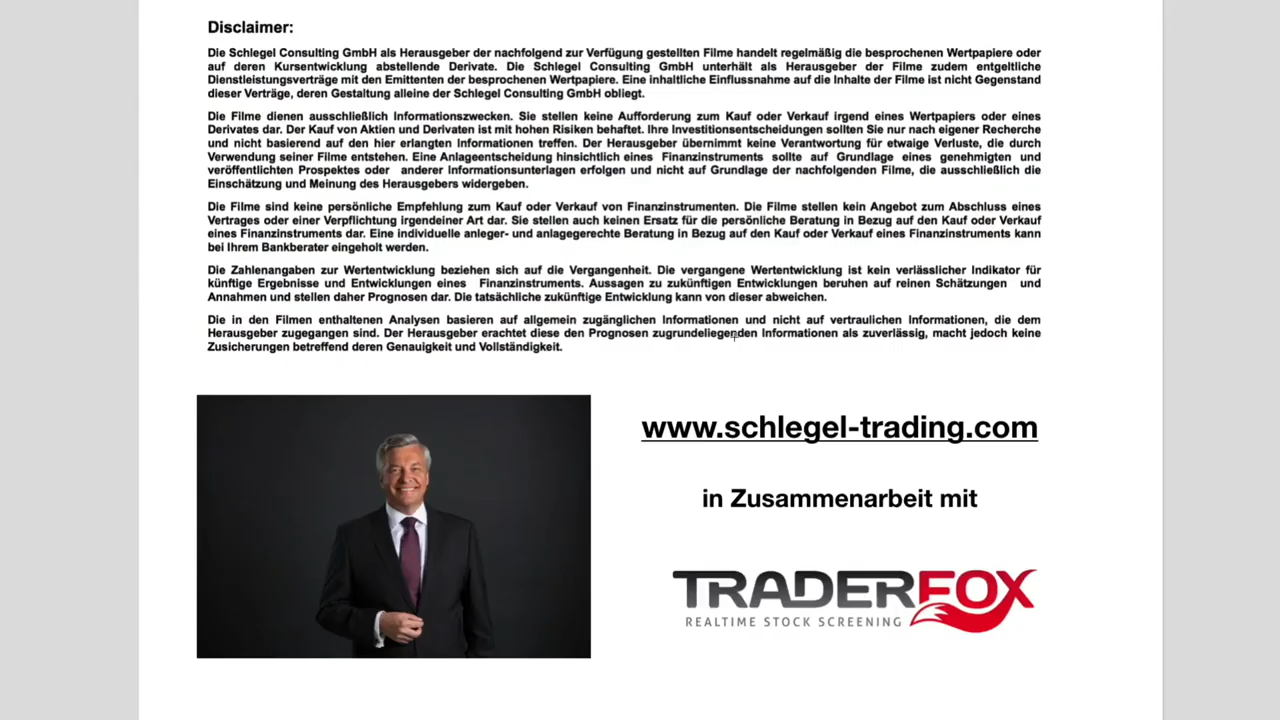 Disclaimer:
Die Schlegel Consulting GmbH als Herausgeber der nachfolgend zur Verfügung gestellten Filme handelt regelmäßig die besprochenen Wertpapiere oder
auf deren Kursentwicklung abstellende Derivate. Die Schlegel Consulting GmbH unterhält als Herausgeber der Filme zudem entgeltliche
Dienstleistungsverträge mit den Emittenten der besprochenen Wertpapiere. Eine inhaltliche Einflussnahme auf die Inhalte der Filme ist nicht Gegenstand
dieser Verträge, deren Gestaltung alleine der Schlegel Consulting GmbH obliegt.
Die Filme dienen ausschließlich Informationszwecken. Sie stellen keine Aufforderung zum Kauf oder Verkauf irgend eines Wertpapiers oder eines
Derivates dar. Der Kauf von Aktien und Derivaten ist mit hohen Risiken behaftet. Ihre Investitionsentscheidungen sollten Sie nur nach eigener Recherche
und nicht basierend auf den hier erlangten Informationen treffen. Der Herausgeber übernimmt keine Verantwortung für etwaige Verluste, die durch
Verwendung seiner Filme entstehen. Eine Anlageentscheidung hinsichtlich eines Finanzinstruments sollte auf Grundlage eines genehmigten und
veröffentlichten Prospektes oder anderer Informationsunterlagen erfolgen und nicht auf Grundlage der nachfolgenden Filme, die ausschließlich die
Einschätzung und Meinung des Herausgebers widergeben.
Die Filme sind keine persönliche Empfehlung zum Kauf oder Verkauf von Finanzinstrumenten. Die Filme stellen kein Angebot zum Abschluss eines
Vertrages oder einer Verpflichtung irgendeiner Art dar. Sie stellen auch keinen Ersatz für die persönliche Beratung in Bezug auf den Kauf oder Verkauf
eines Finanzinstruments dar. Eine individuelle anleger- und anlagegerechte Beratung in Bezug auf den Kauf oder Verkauf eines Finanzinstruments kann
bei Ihrem Bankberater eingeholt werden.
Die Zahlenangaben zur Wertentwicklung beziehen sich auf die Vergangenheit. Die vergangene Wertentwicklung ist kein verlässlicher Indikator für
künftige Ergebnisse und Entwicklungen eines Finanzinstruments. Aussagen zu zukünftigen Entwicklungen beruhen auf reinen Schätzungen und
Annahmen und stellen daher Prognosen dar. Die tatsächliche zukünftige Entwicklung kann von dieser abweichen.
Die in den Filmen enthaltenen Analysen basieren auf allgemein zugänglichen Informationen und nicht auf vertraulichen Informationen, die dem
Herausgeber zugegangen sind. Der Herausgeber erachtet diese den Prognosen zugrundeliegenden Informationen als zuverlässig, macht jedoch keine
Zusicherungen betreffend deren Genauigkeit und Vollständigkeit.
www.schlegel-trading.com
in Zusammenarbeit mit
TRADERFOX
REALTIME STOCK SCREENING